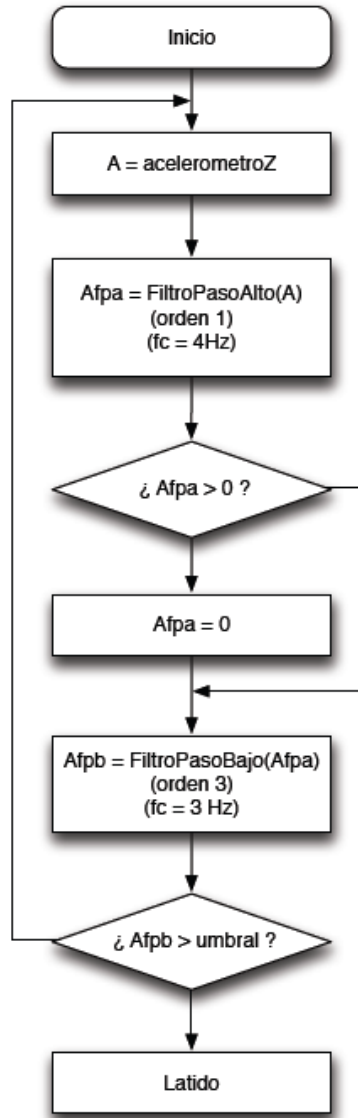 Inicio
A = acelerometroZ
Afpa = FiltroPasoAlto(A)
(orden 1)
(fc = 4Hz)
¿ Afpa > 0 ?
Afpa = 0
Afpb = FiltroPasoBajo(Afpa)
(orden 3)
(fc = 3 Hz)
¿ Afpb > umbral ?
Latido